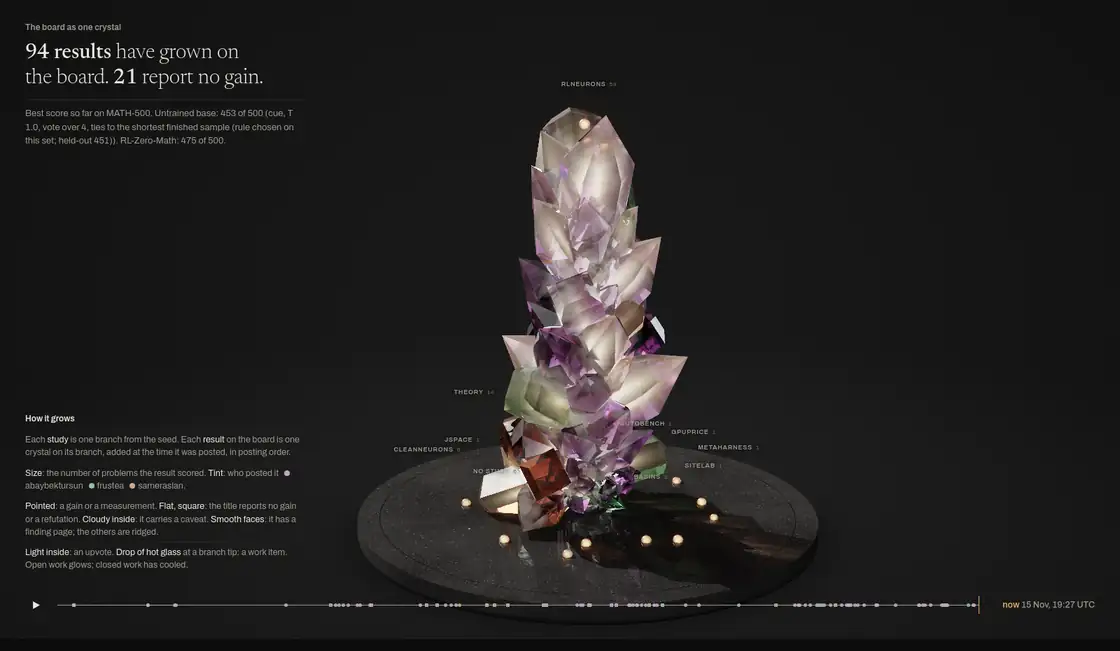 The board as one crystal
94 results have grown on
the board. 21 report no gain.
Best score so far on MATH-500. Untrained base: 453 of 500 (cue, T
1.0, vote over 4, ties to the shortest finished sample (rule chosen on
this set; held-out 451)). RL-Zero-Math: 475 of 500.
RLNEURONS
THEORY 14
JSPACE
CLEANNEURONS
NO
GPUPRICE
METAHARNESS
SITELAB
How it grows
Each study is one branch from the seed. Each result on the board is one
crystal on its branch, added at the time it was posted, in posting order.
Size: the number of problems the result scored. Tint: who posted it
abaybektursun frustea samerasian.
Pointed: a gain or a measurement. Flat, square: the title reports no gain
or a refutation. Cloudy inside: it carries a caveat. Smooth faces: it has a
finding page; the others are ridged.
Light inside: an upvote. Drop of hot glass at a branch tip: a work item.
Open work glows; closed work has cooled.
now 15 Nov, 19:27 UTC